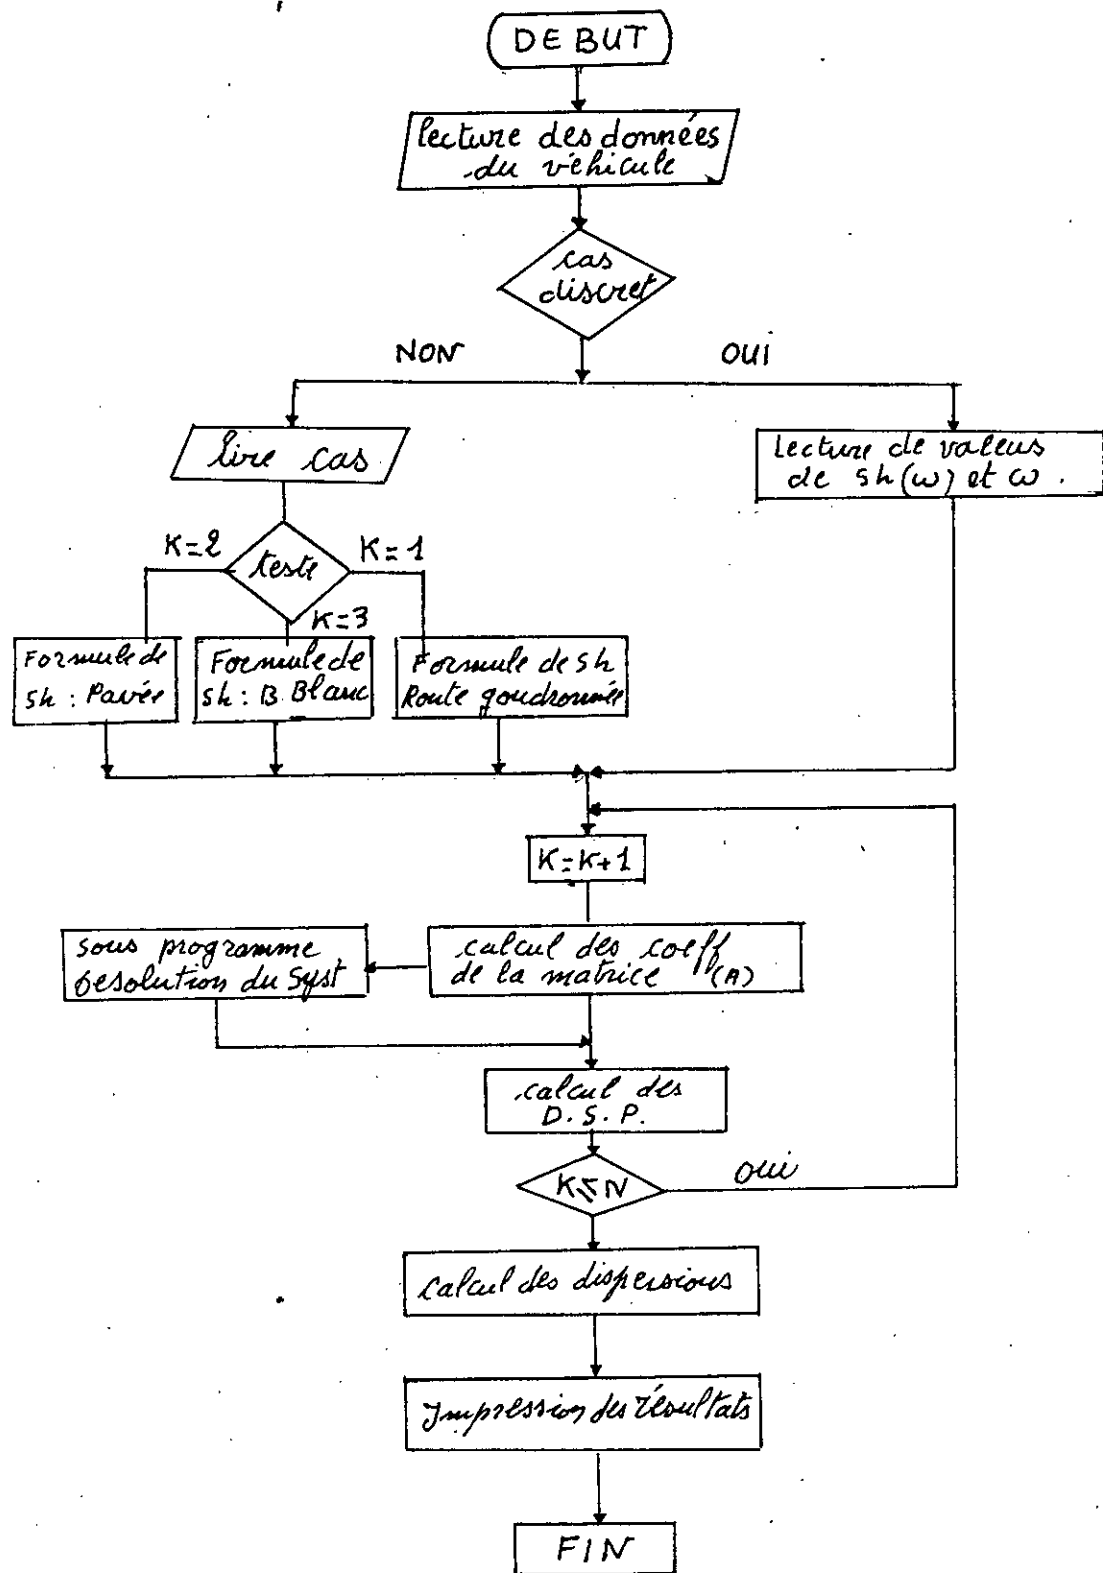 DEBUT
lecture des données
du véhicule
cas
discret
NON
OUI
lire cas
Lecture de valeus
de Sh(ω) et ω.
K=2
teste
K=1
K=3
Formule de
Sh : Pavée
Formule de
Sh : B. Blanc
Formule de Sh
Route goudronnée
K=K+1
sous programme
resolution du Syst
calcul des coeff
de la matrice (A)
calcul des
D.S.P.
K≤N
oui
calcul des dispersions
Impression des résultats
FIN